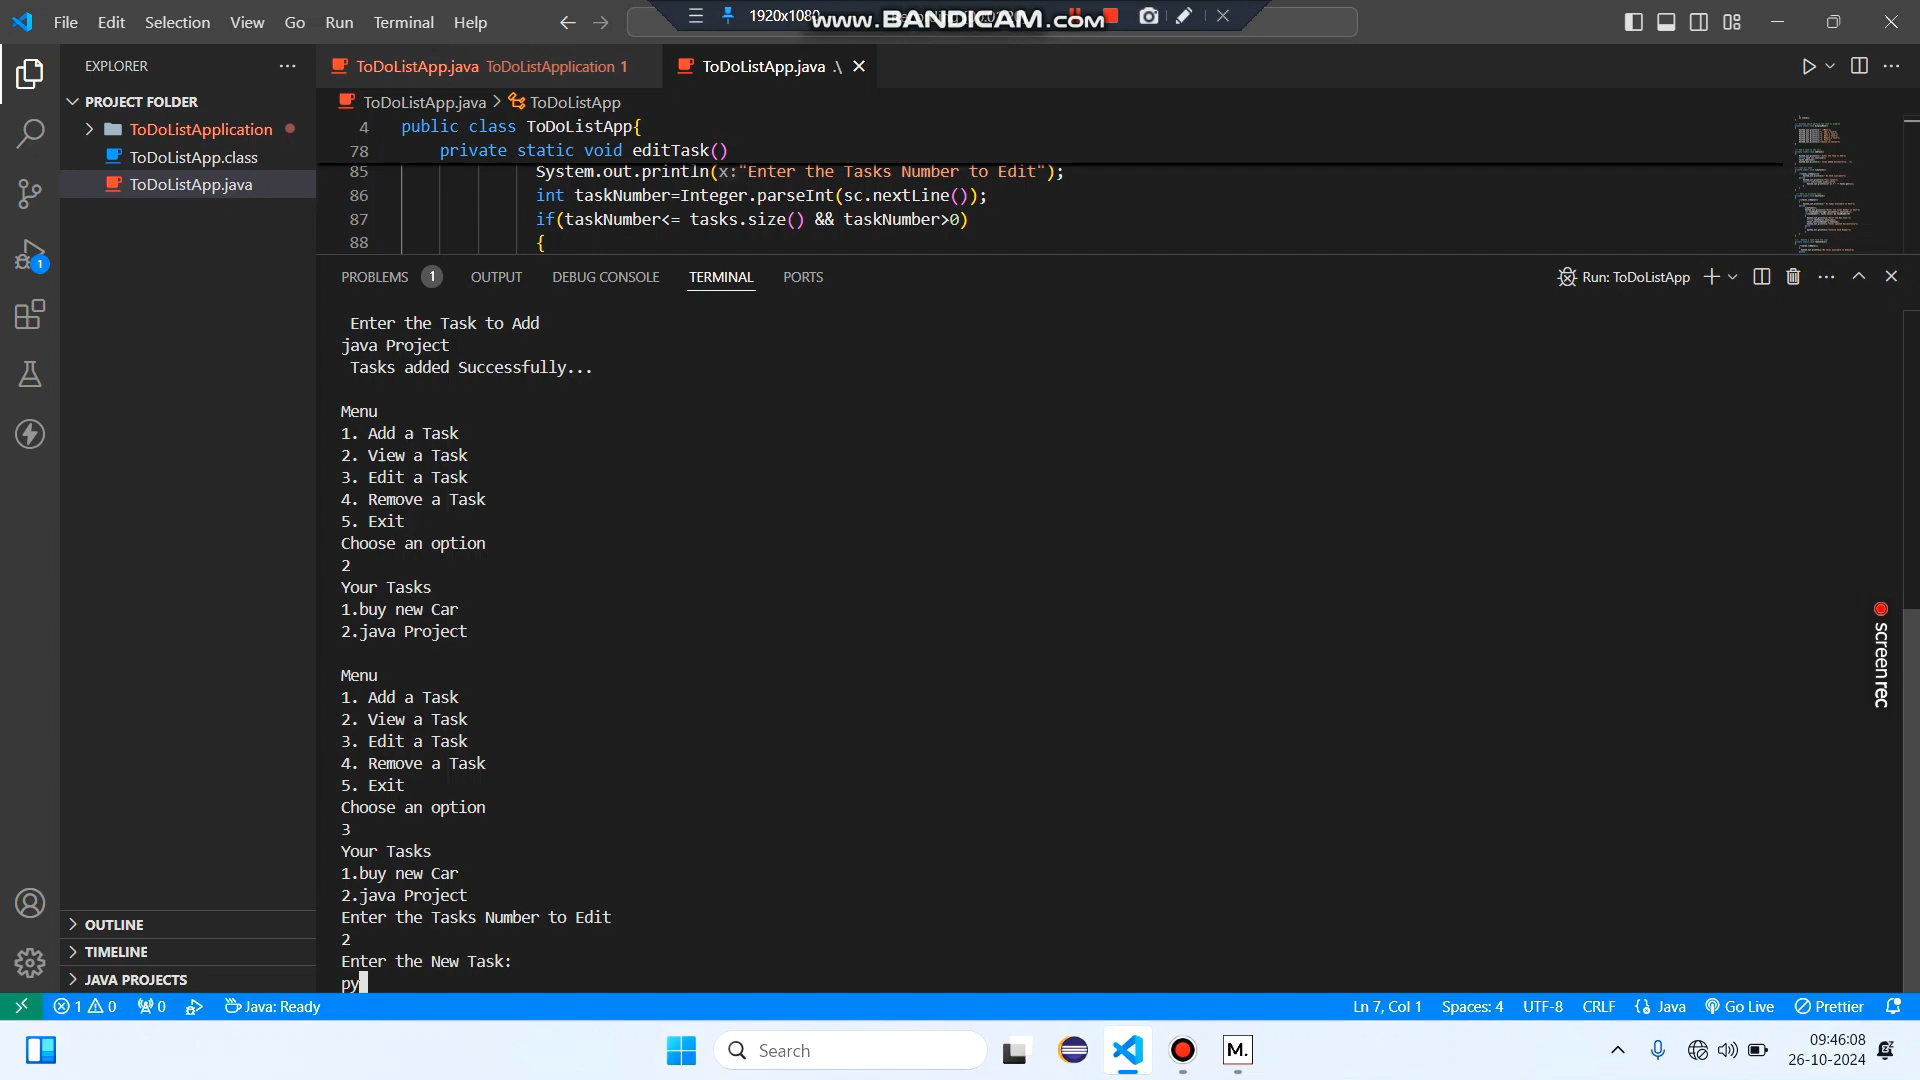 File Edit Selection View Go Run Terminal Help
1920x1080
www.BANDICAM.com
EXPLORER
PROJECT FOLDER
ToDoListApplication
ToDoListApp.class
ToDoListApp.java
OUTLINE
TIMELINE
JAVA PROJECTS
ToDoListApp.java ToDoListApplication 1
ToDoListApp.java .\
ToDoListApp.java > ToDoListApp
4 public class ToDoListApp{
78 private static void editTask()
85 System.out.println(x:"Enter the Tasks Number to Edit");
86 int taskNumber=Integer.parseInt(sc.nextLine());
87 if(taskNumber<= tasks.size() && taskNumber>0)
88 {
PROBLEMS 1 OUTPUT DEBUG CONSOLE TERMINAL PORTS
Run: ToDoListApp
Enter the Task to Add
java Project
Tasks added Successfully...
Menu
1. Add a Task
2. View a Task
3. Edit a Task
4. Remove a Task
5. Exit
Choose an option
2
Your Tasks
1.buy new Car
2.java Project
Menu
1. Add a Task
2. View a Task
3. Edit a Task
4. Remove a Task
5. Exit
Choose an option
3
Your Tasks
1.buy new Car
2.java Project
Enter the Tasks Number to Edit
2
Enter the New Task:
py
screenrec
1
1 0 0 Java: Ready
Ln 7, Col 1 Spaces: 4 UTF-8 CRLF {} Java Go Live Prettier
Search
M.
09:46:08
26-10-2024